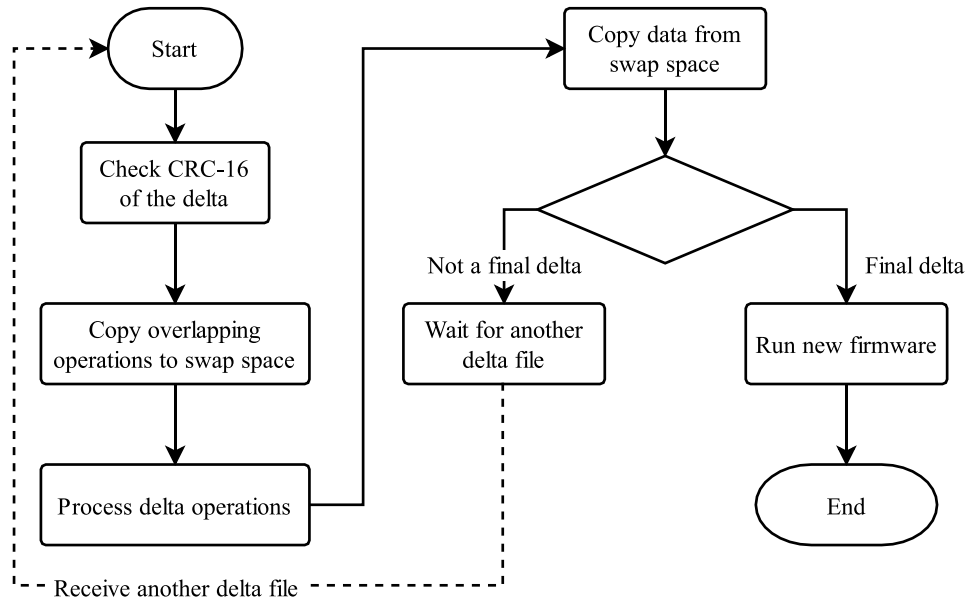 Start
Check CRC-16
of the delta
Copy overlapping
operations to swap space
Process delta operations
Copy data from
swap space
Not a final delta
Final delta
Wait for another
delta file
Run new firmware
End
Receive another delta file